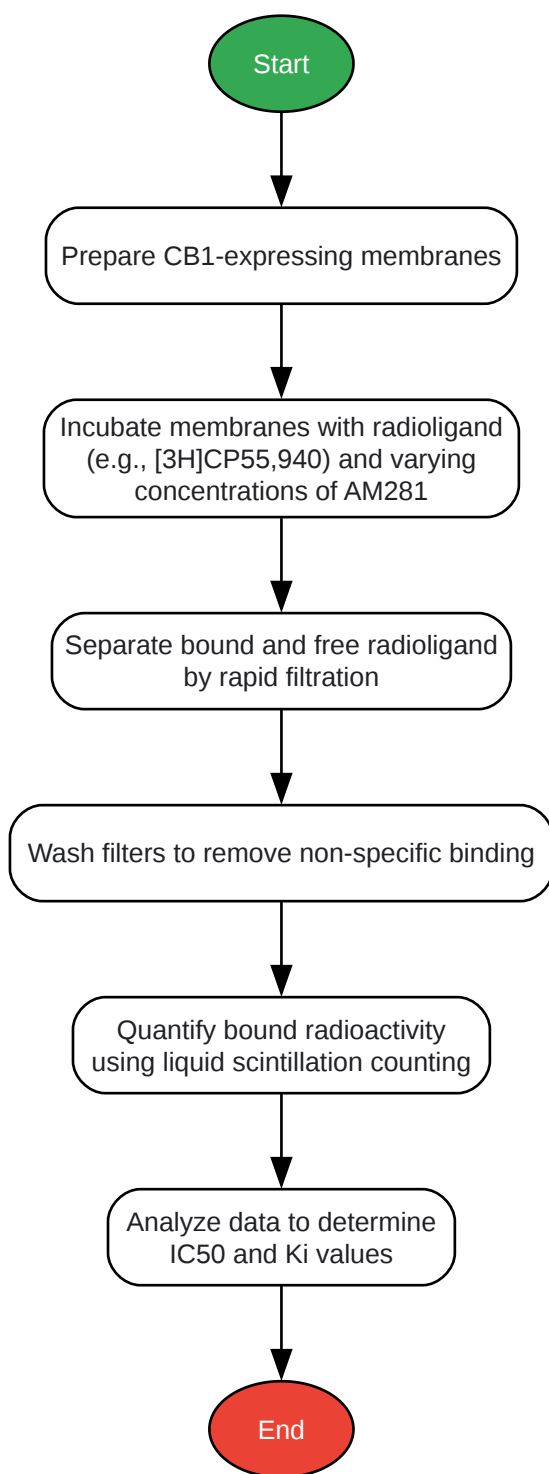 Start
Prepare CB1-expressing membranes
Incubate membranes with radioligand
(e.g., [3H]CP55,940) and varying
concentrations of AM281
Separate bound and free radioligand
by rapid filtration
Wash filters to remove non-specific binding
Quantify bound radioactivity
using liquid scintillation counting
Analyze data to determine
IC50 and Ki values
End